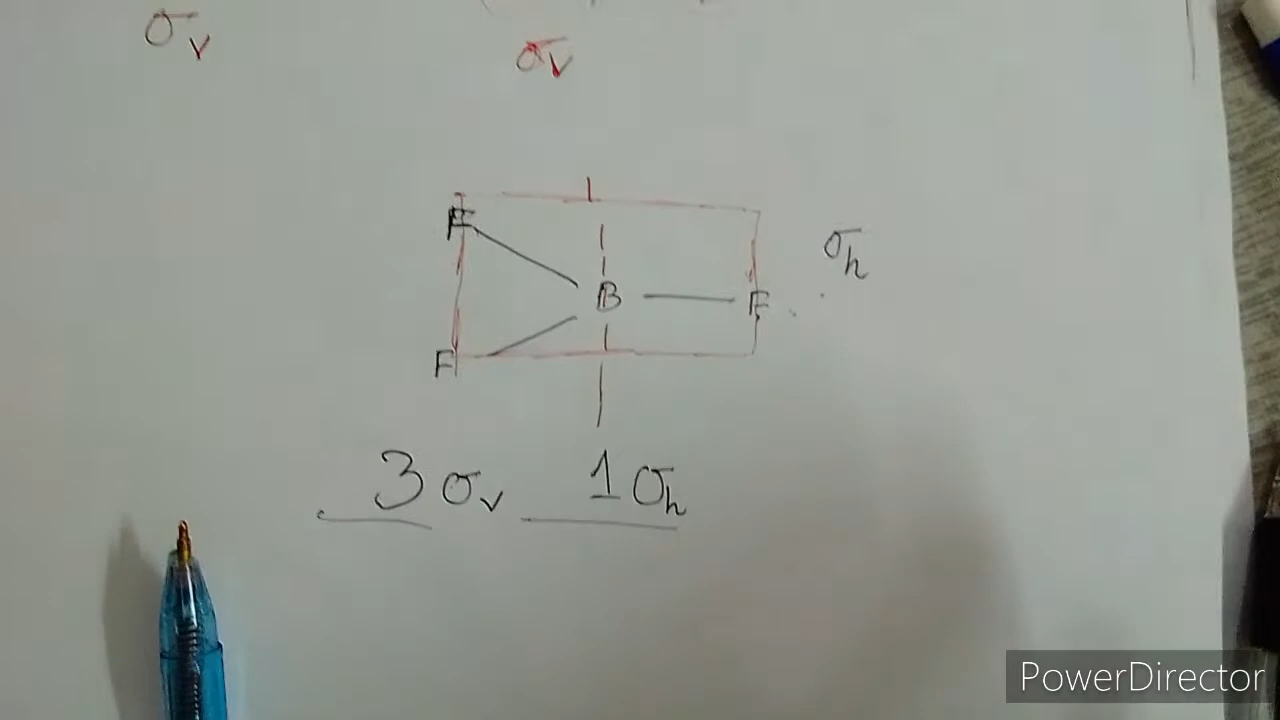 σv
σv
F
σh
B F
F
3σv 1σh
PowerDirector